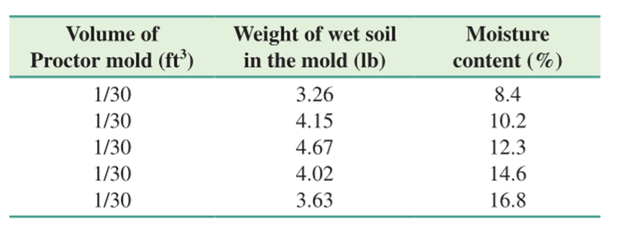 Volume of Weight of wet soil Moisture
Proctor mold (ft³) in the mold (lb) content (%)
1/30 3.26 8.4
1/30 4.15 10.2
1/30 4.67 12.3
1/30 4.02 14.6
1/30 3.63 16.8